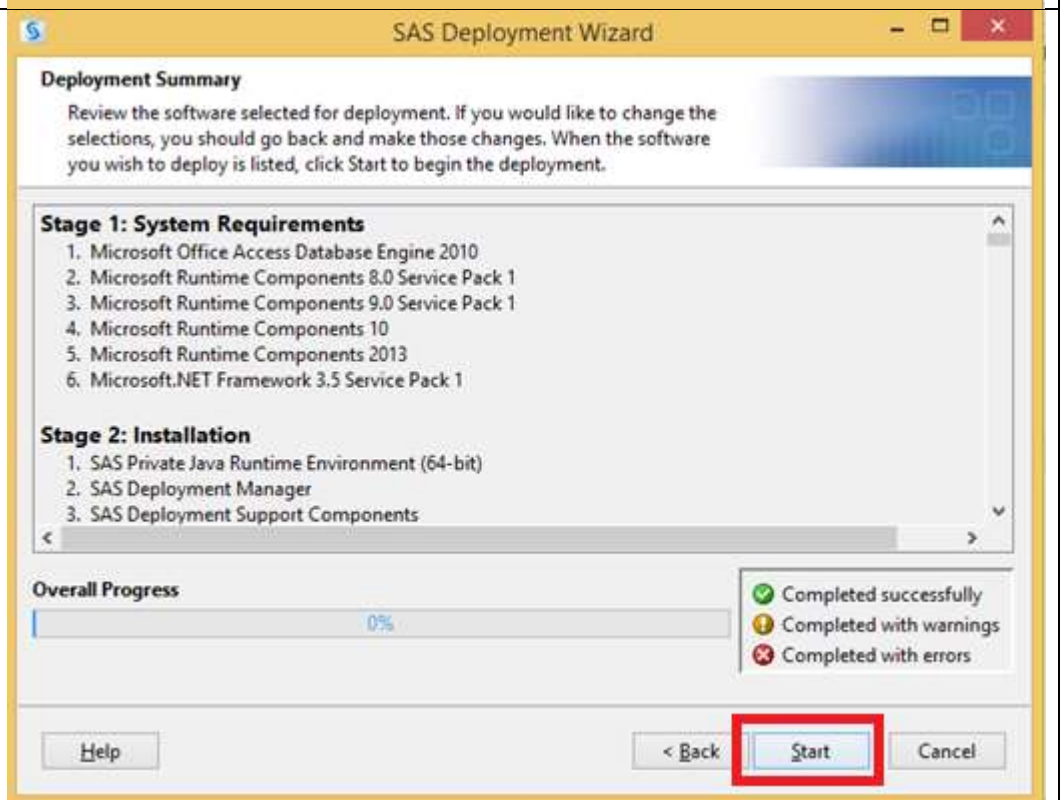 SAS Deployment Wizard
Deployment Summary
Review the software selected for deployment. If you would like to change the
selections, you should go back and make those changes. When the software
you wish to deploy is listed, click Start to begin the deployment.
Stage 1: System Requirements
1. Microsoft Office Access Database Engine 2010
2. Microsoft Runtime Components 8.0 Service Pack 1
3. Microsoft Runtime Components 9.0 Service Pack 1
4. Microsoft Runtime Components 10
5. Microsoft Runtime Components 2013
6. Microsoft.NET Framework 3.5 Service Pack 1
Stage 2: Installation
1. SAS Private Java Runtime Environment (64-bit)
2. SAS Deployment Manager
3. SAS Deployment Support Components
Overall Progress
0%
Completed successfully
Completed with warnings
Completed with errors
Help
< Back
Start
Cancel